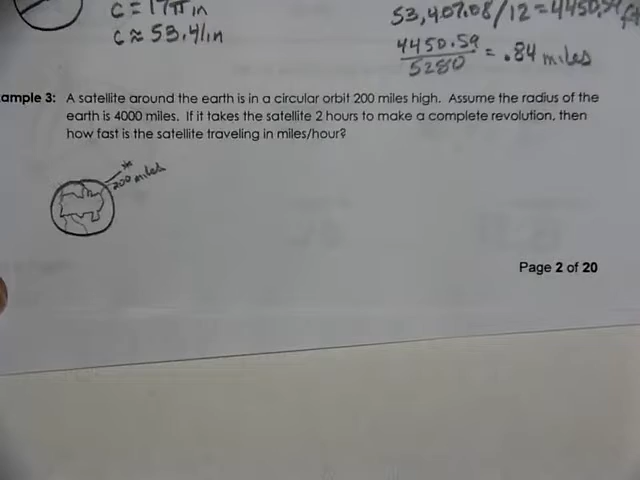 C = 17π in
C ≈ 53.41in
53,407.08/12 = 4450.59 ft
4450.59
5280
= .84 miles
ample 3: A satellite around the earth is in a circular orbit 200 miles high. Assume the radius of the
earth is 4000 miles. If it takes the satellite 2 hours to make a complete revolution, then
how fast is the satellite traveling in miles/hour?
200 miles
Page 2 of 20